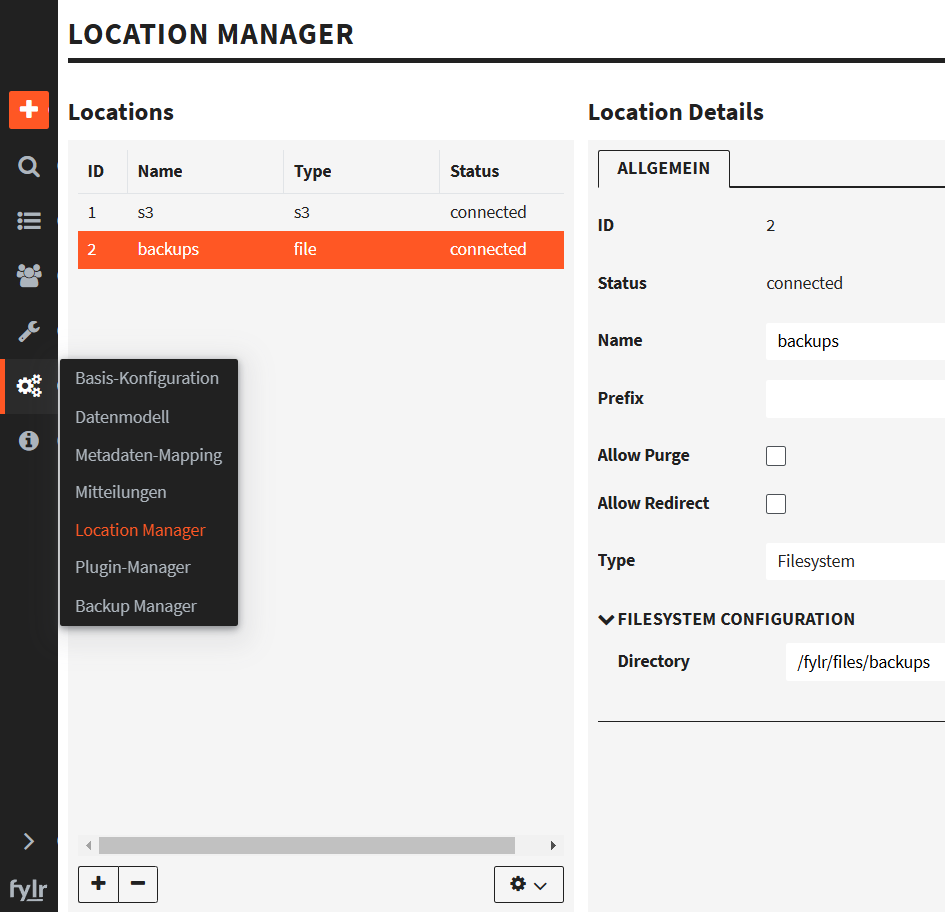 LOCATION MANAGER
Locations
ID Name Type Status
1 s3 s3 connected
2 backups file connected
Basis-Konfiguration
Datenmodell
Metadaten-Mapping
Mitteilungen
Location Manager
Plugin-Manager
Backup Manager
fylr
Location Details
ALLGEMEIN
ID 2
Status connected
Name backups
Prefix
Allow Purge
Allow Redirect
Type Filesystem
FILESYSTEM CONFIGURATION
Directory /fylr/files/backups